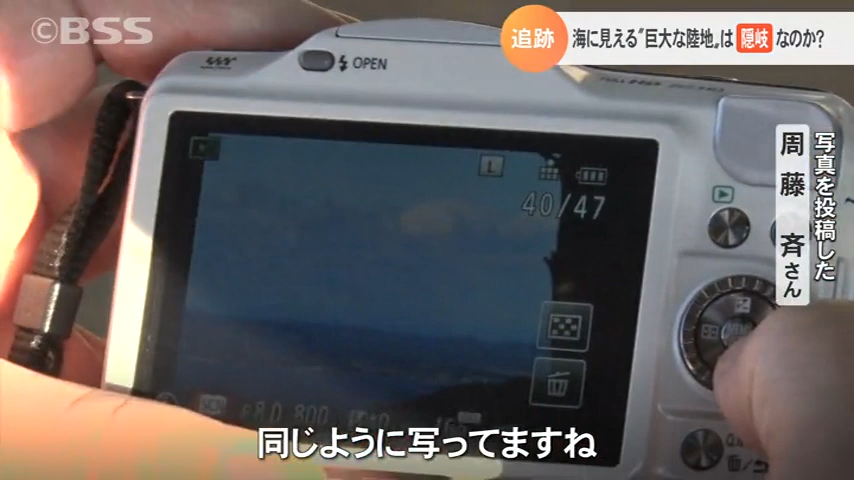 ©BSS
追跡
海に見える"巨大な陸地"は隠岐なのか?
OPEN
L
40/47
写真を投稿した
周藤 斉さん
MENU
同じように写ってますね